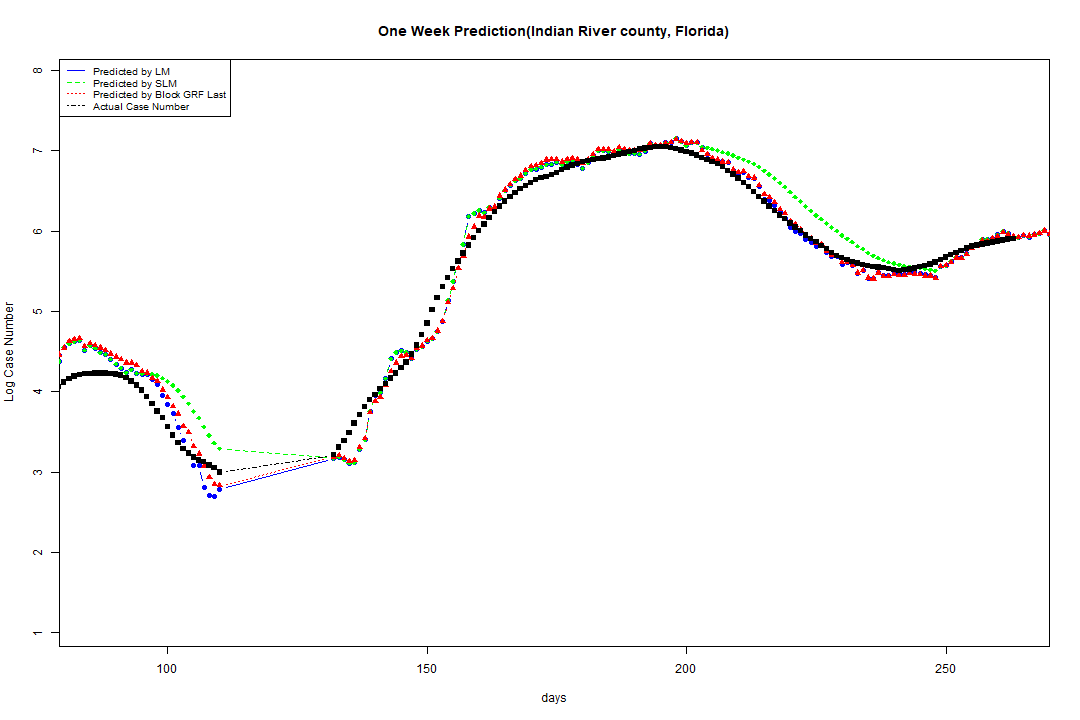 One Week Prediction(Indian River county, Florida)
Predicted by LM
Predicted by SLM
Predicted by Block GRF Last
Actual Case Number
8
7
6
5
4
3
2
1
Log Case Number
100 150 200 250
days